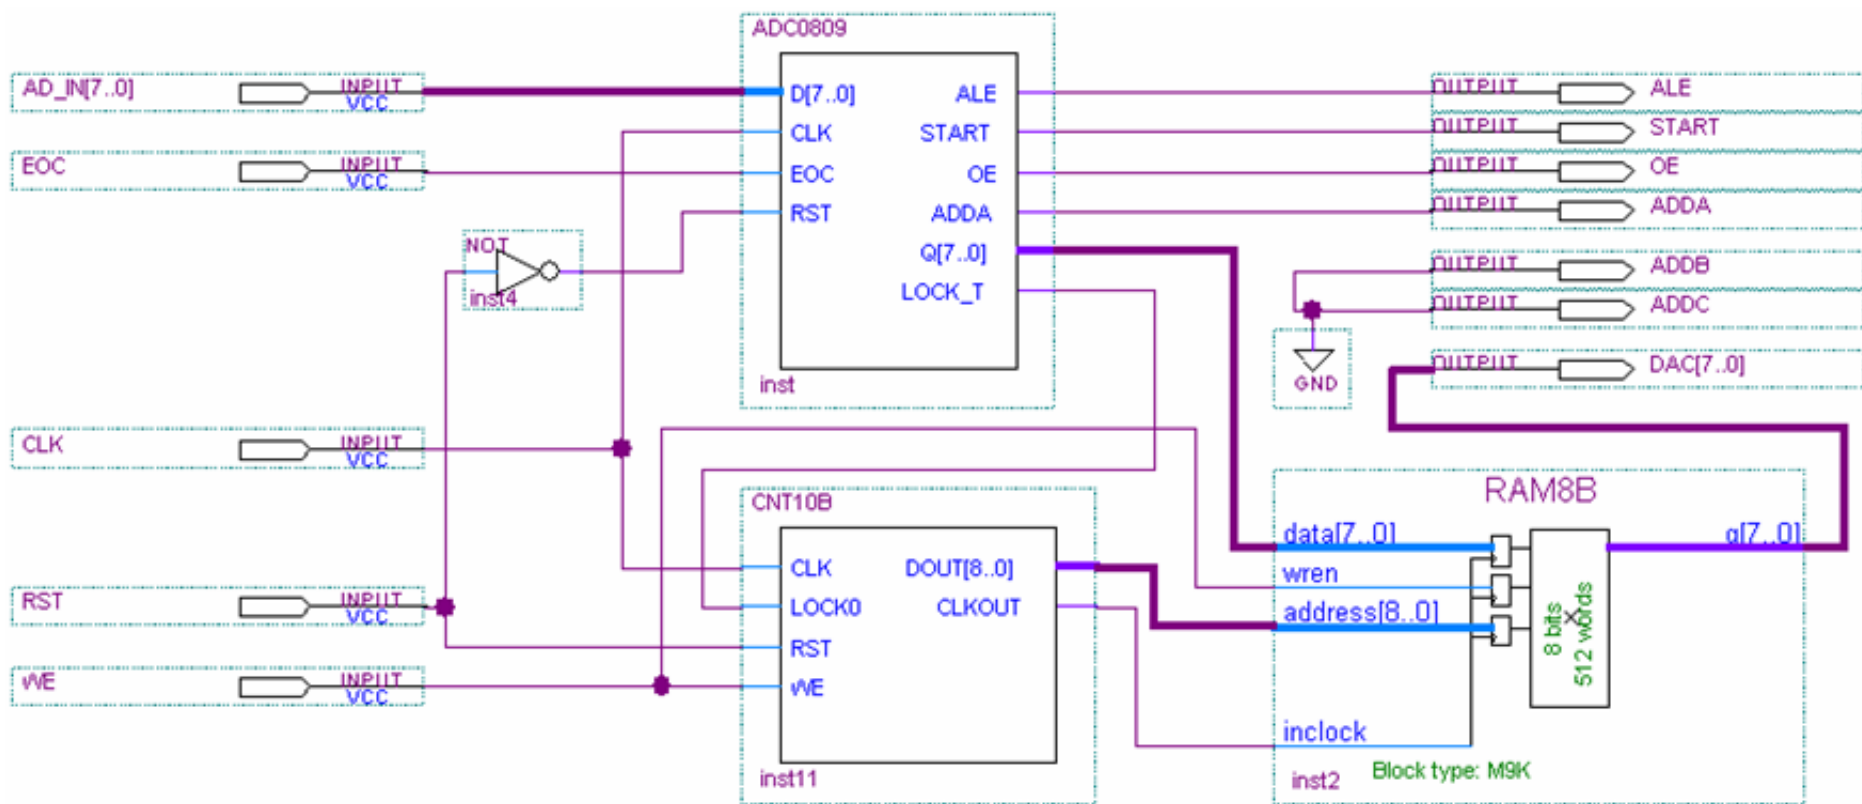 ADC0809
AD_IN[7..0]
INPUT
VCC
D[7..0]
ALE
OUTPUT
ALE
CLK
START
OUTPUT
START
EOC
INPUT
VCC
EOC
OE
OUTPUT
OE
RST
ADDA
OUTPUT
ADDA
NOT
inst4
Q[7..0]
LOCK_T
OUTPUT
ADDB
OUTPUT
ADDC
GND
inst
OUTPUT
DAC[7..0]
CLK
INPUT
VCC
CNT10B
RAM8B
CLK
DOUT[8..0]
data[7..0]
q[7..0]
RST
INPUT
VCC
LOCK0
CLKOUT
wren
address[8..0]
8 bits
×
512 words
RST
WE
INPUT
VCC
WE
inclock
inst11
inst2
Block type: M9K